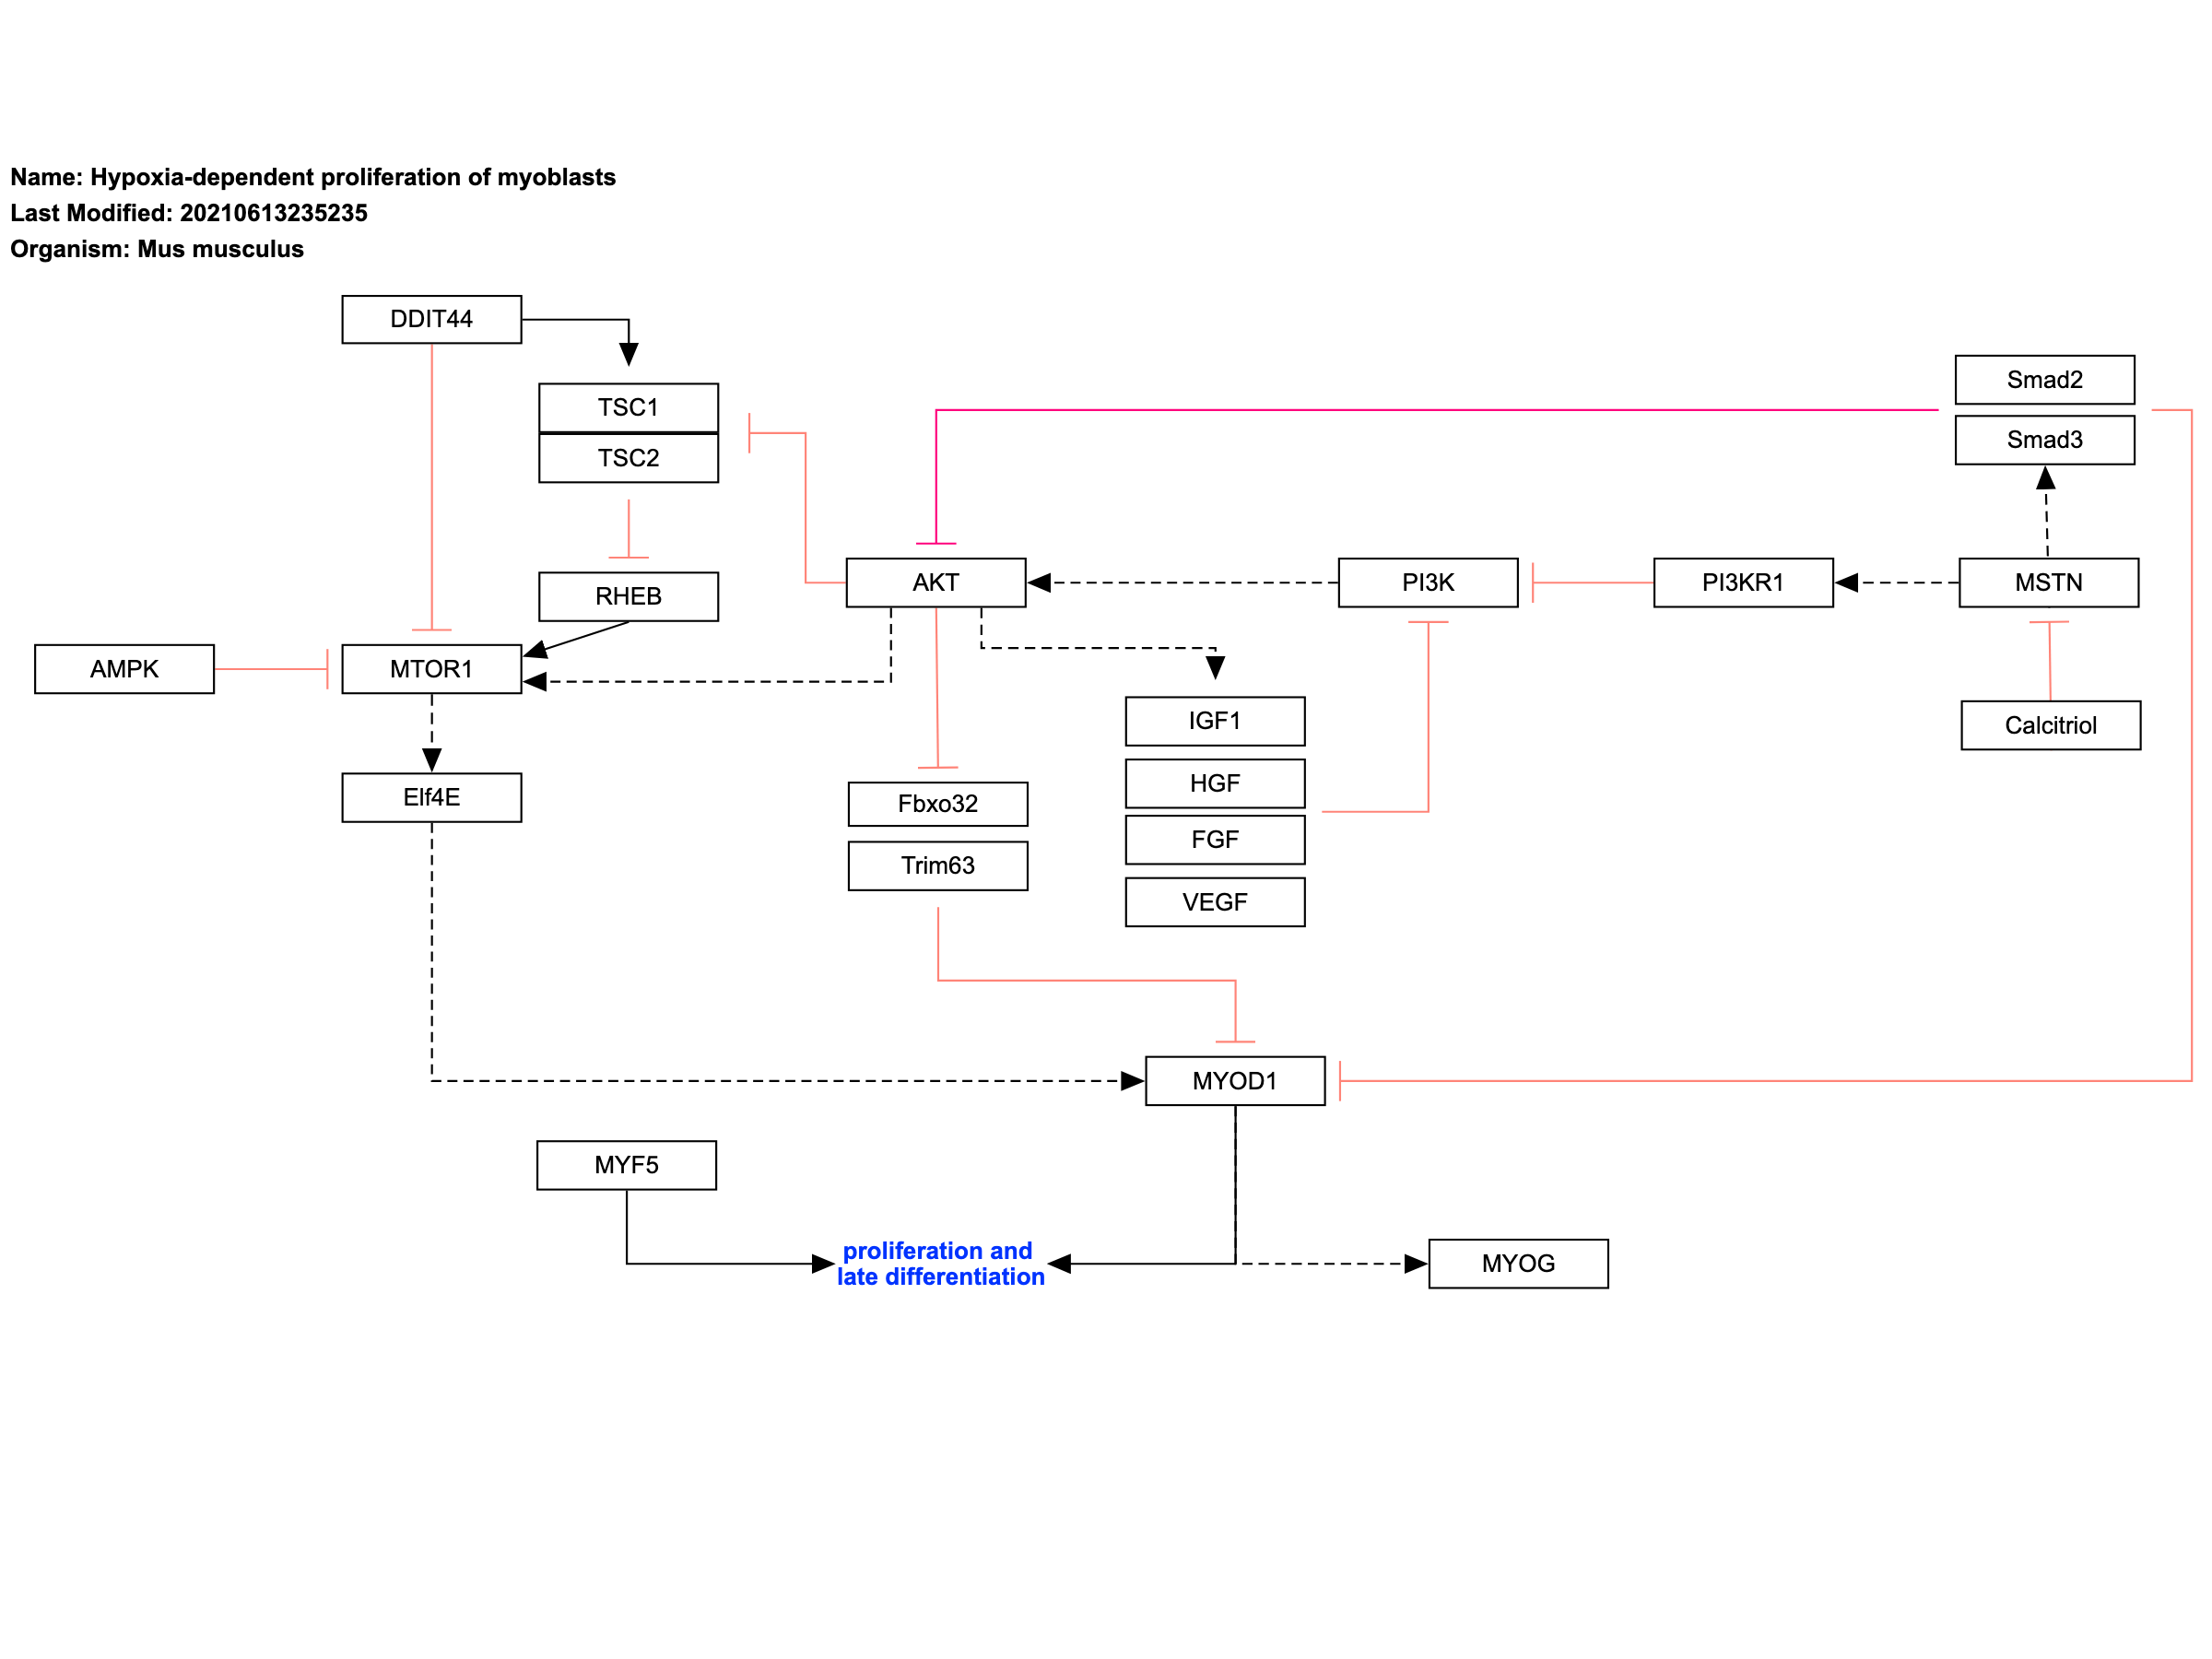 Name: Hypoxia-dependent proliferation of myoblasts
Last Modified: 20210613235235
Organism: Mus musculus
DDIT44
TSC1
TSC2
Smad2
Smad3
RHEB
AKT
PI3K
PI3KR1
MSTN
AMPK
MTOR1
IGF1
Calcitriol
HGF
FGF
VEGF
EIf4E
Fbxo32
Trim63
MYOD1
MYF5
proliferation and
late differentiation
MYOG